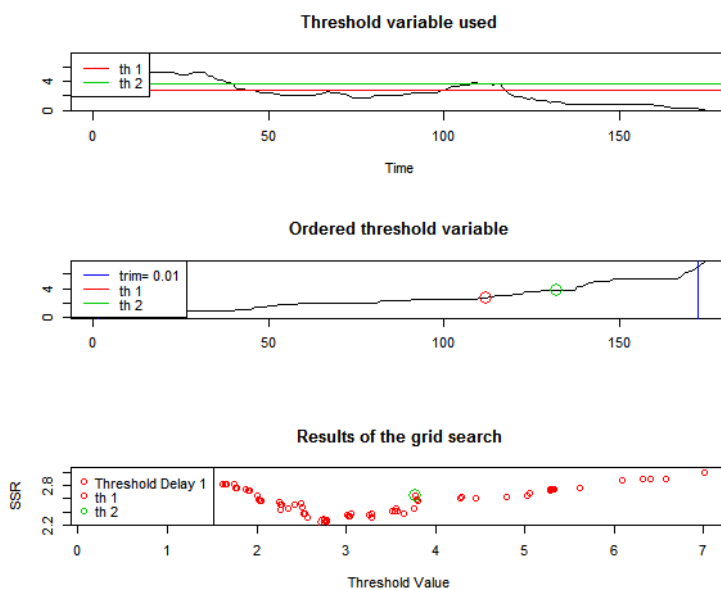 Threshold variable used
th 1
th 2
0
4
0
50
100
150
Time
Ordered threshold variable
trim= 0.01
th 1
th 2
0
4
0
50
100
150
Results of the grid search
SSR
2.8
2.2
Threshold Delay 1
th 1
th 2
0
1
2
3
4
5
6
7
Threshold Value